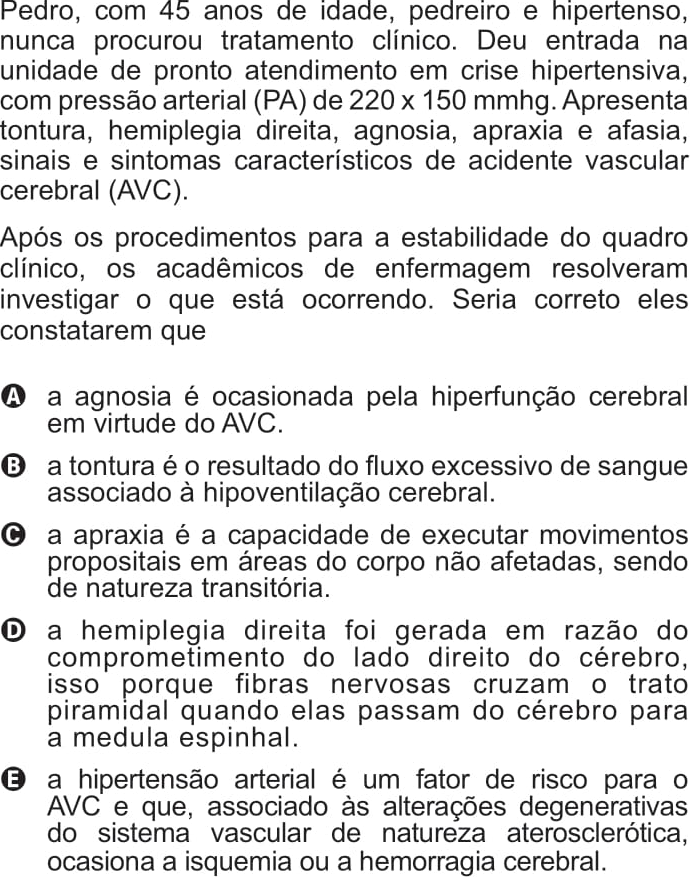 Pedro, com 45 anos de idade, pedreiro e hipertenso,
nunca procurou tratamento clínico. Deu entrada na
unidade de pronto atendimento em crise hipertensiva,
com pressão arterial (PA) de 220 x 150 mmhg. Apresenta
tontura, hemiplegia direita, agnosia, apraxia e afasia,
sinais e sintomas característicos de acidente vascular
cerebral (AVC).
Após os procedimentos para a estabilidade do quadro
clínico, os acadêmicos de enfermagem resolveram
investigar o que está ocorrendo. Seria correto eles
constatarem que
A a agnosia é ocasionada pela hiperfunção cerebral
em virtude do AVC.
B a tontura é o resultado do fluxo excessivo de sangue
associado à hipoventilação cerebral.
C a apraxia é a capacidade de executar movimentos
propositais em áreas do corpo não afetadas, sendo
de natureza transitória.
D a hemiplegia direita foi gerada em razão do
comprometimento do lado direito do cérebro,
isso porque fibras nervosas cruzam o trato
piramidal quando elas passam do cérebro para
a medula espinhal.
E a hipertensão arterial é um fator de risco para o
AVC e que, associado às alterações degenerativas
do sistema vascular de natureza aterosclerótica,
ocasiona a isquemia ou a hemorragia cerebral.